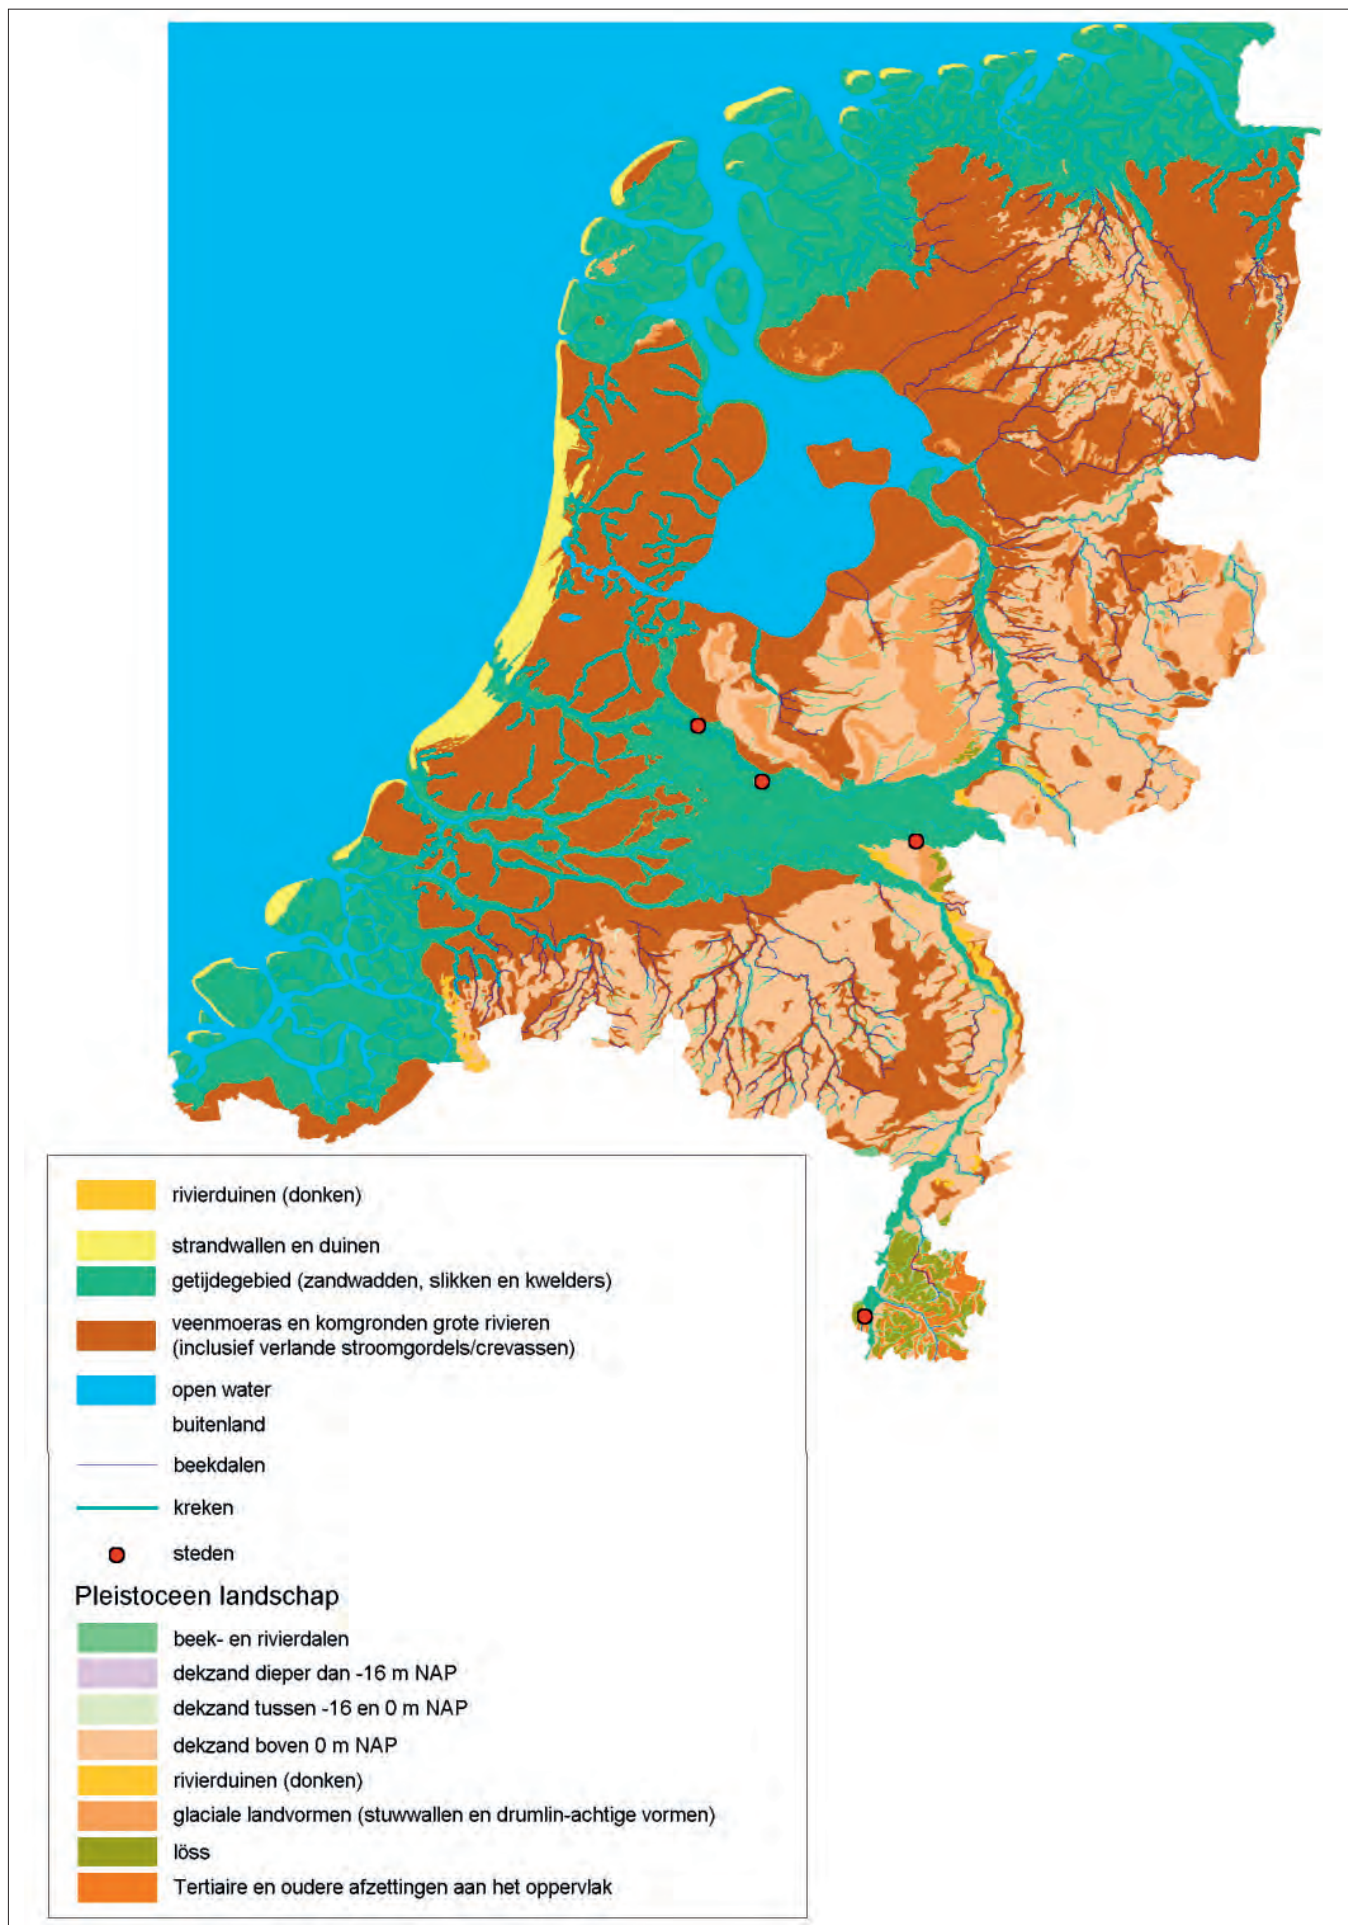 rivierduinen (donken)
strandwallen en duinen
getijdegebied (zandwadden, slikken en kwelders)
veenmoeras en komgronden grote rivieren
(inclusief verlande stroomgordels/crevassen)
open water
buitenland
beekdalen
kreken
steden
Pleistoceen landschap
beek- en rivierdalen
dekzand dieper dan -16 m NAP
dekzand tussen -16 en 0 m NAP
dekzand boven 0 m NAP
rivierduinen (donken)
glaciale landvormen (stuwwallen en drumlin-achtige vormen)
löss
Tertiaire en oudere afzettingen aan het oppervlak